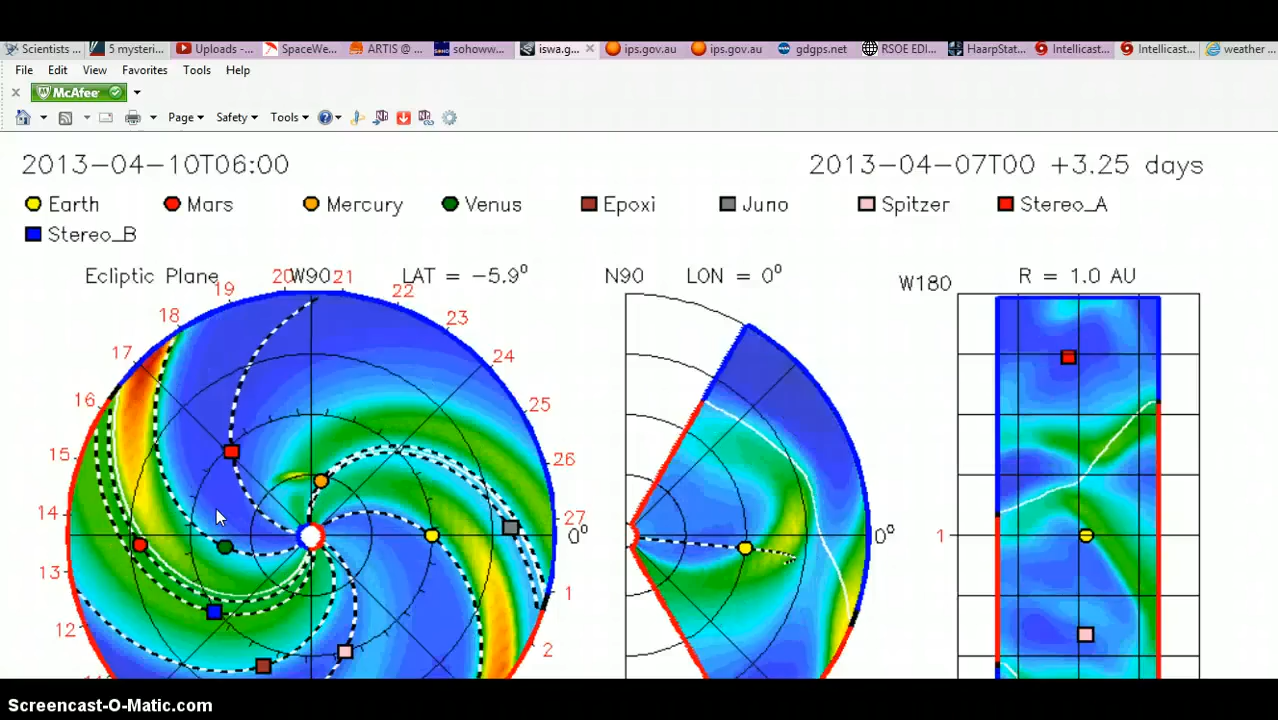 Scientists ... 5 mysteri... Uploads -... SpaceWe... ARTIS @ ... sohoww... iswa.g... ips.gov.au ips.gov.au gdgps.net RSOE EDI... HaarpStat... Intellicast... Intellicast... weather ...
File Edit View Favorites Tools Help
x McAfee
Page Safety Tools
2013-04-10T06:00 2013-04-07T00 +3.25 days
Earth Mars Mercury Venus Epoxi Juno Spitzer Stereo_A
Stereo_B
Ecliptic Plane W90 LAT = -5.9° N90 LON = 0° W180 R = 1.0 AU
19 20 21 22
18 23
17 24
16 25
15 26
14 27 0° 0° 1
13 1
12 2
Screencast-O-Matic.com